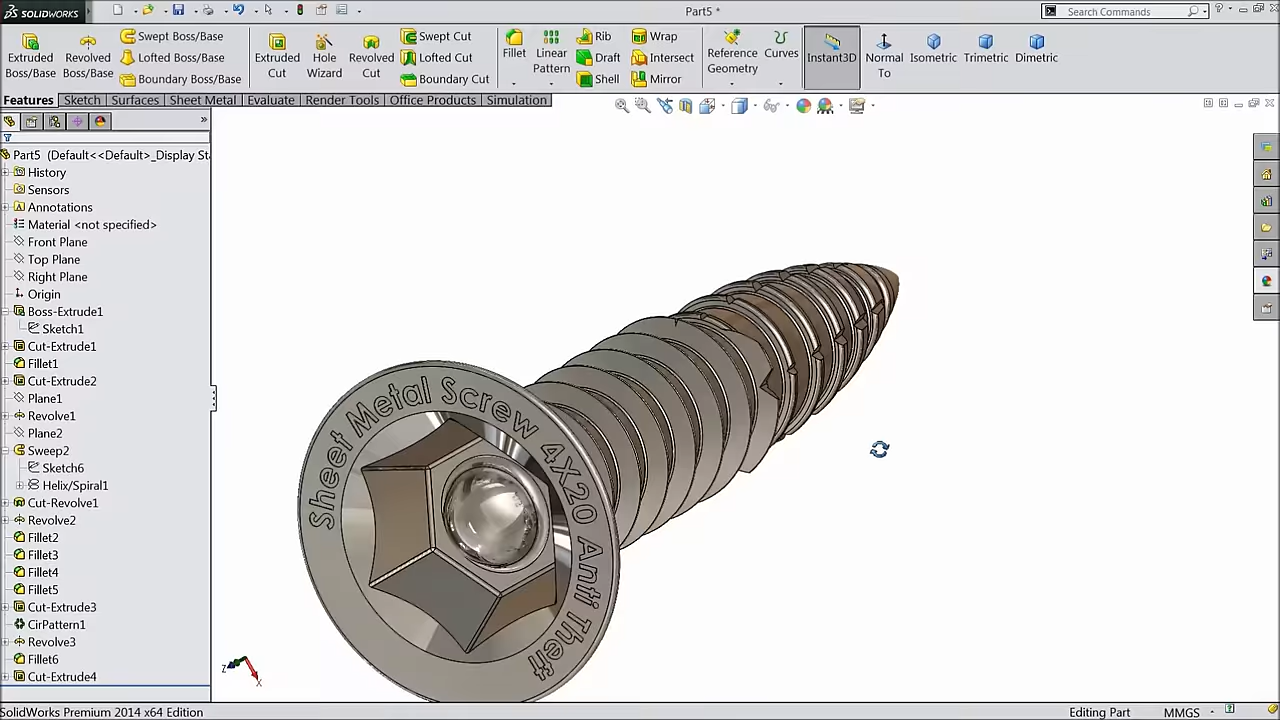 SOLIDWORKS
Part5 *
Search Commands
Extruded Boss/Base
Revolved Boss/Base
Swept Boss/Base
Lofted Boss/Base
Boundary Boss/Base
Extruded Cut
Hole Wizard
Revolved Cut
Swept Cut
Lofted Cut
Boundary Cut
Fillet
Linear Pattern
Rib
Draft
Shell
Wrap
Intersect
Mirror
Reference Geometry
Curves
Instant3D
Normal To
Isometric
Trimetric
Dimetric
Features
Sketch
Surfaces
Sheet Metal
Evaluate
Render Tools
Office Products
Simulation
Part5 (Default<<Default>_Display St
History
Sensors
Annotations
Material <not specified>
Front Plane
Top Plane
Right Plane
Origin
Boss-Extrude1
Sketch1
Cut-Extrude1
Fillet1
Cut-Extrude2
Plane1
Revolve1
Plane2
Sweep2
Sketch6
Helix/Spiral1
Cut-Revolve1
Revolve2
Fillet2
Fillet3
Fillet4
Fillet5
Cut-Extrude3
CirPattern1
Revolve3
Fillet6
Cut-Extrude4
Sheet Metal Screw 4X20 Anti Theft
Z
X
SolidWorks Premium 2014 x64 Edition
Editing Part
MMGS